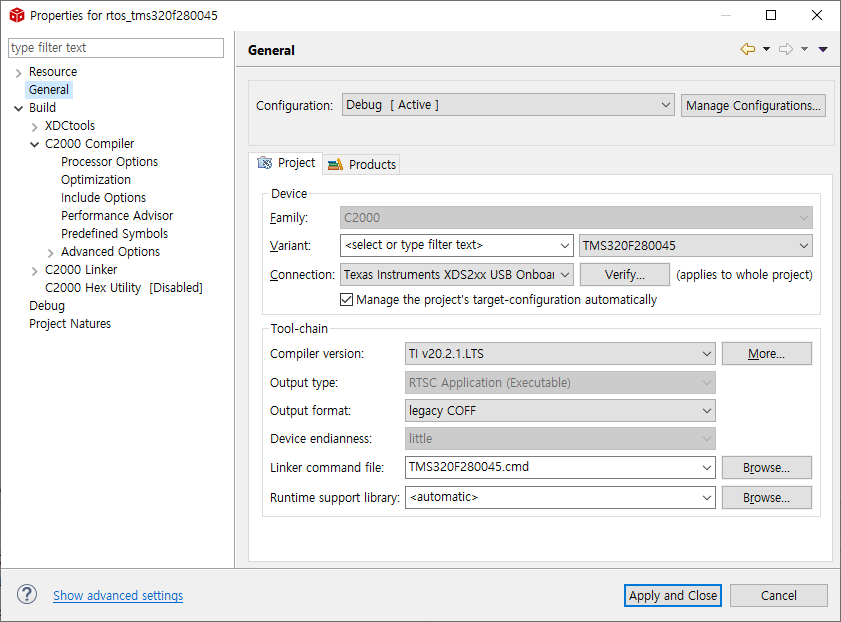 Properties for rtos_tms320f280045
type filter text
Resource
General
Build
XDCtools
C2000 Compiler
Processor Options
Optimization
Include Options
Performance Advisor
Predefined Symbols
Advanced Options
C2000 Linker
C2000 Hex Utility [Disabled]
Debug
Project Natures
General
Configuration: Debug [ Active ] Manage Configurations...
Project Products
Device
Family: C2000
Variant: <select or type filter text> TMS320F280045
Connection: Texas Instruments XDS2xx USB Onboar Verify... (applies to whole project)
Manage the project's target-configuration automatically
Tool-chain
Compiler version: TI v20.2.1.LTS More...
Output type: RTSC Application (Executable)
Output format: legacy COFF
Device endianness: little
Linker command file: TMS320F280045.cmd Browse...
Runtime support library: <automatic> Browse...
? Show advanced settings Apply and Close Cancel